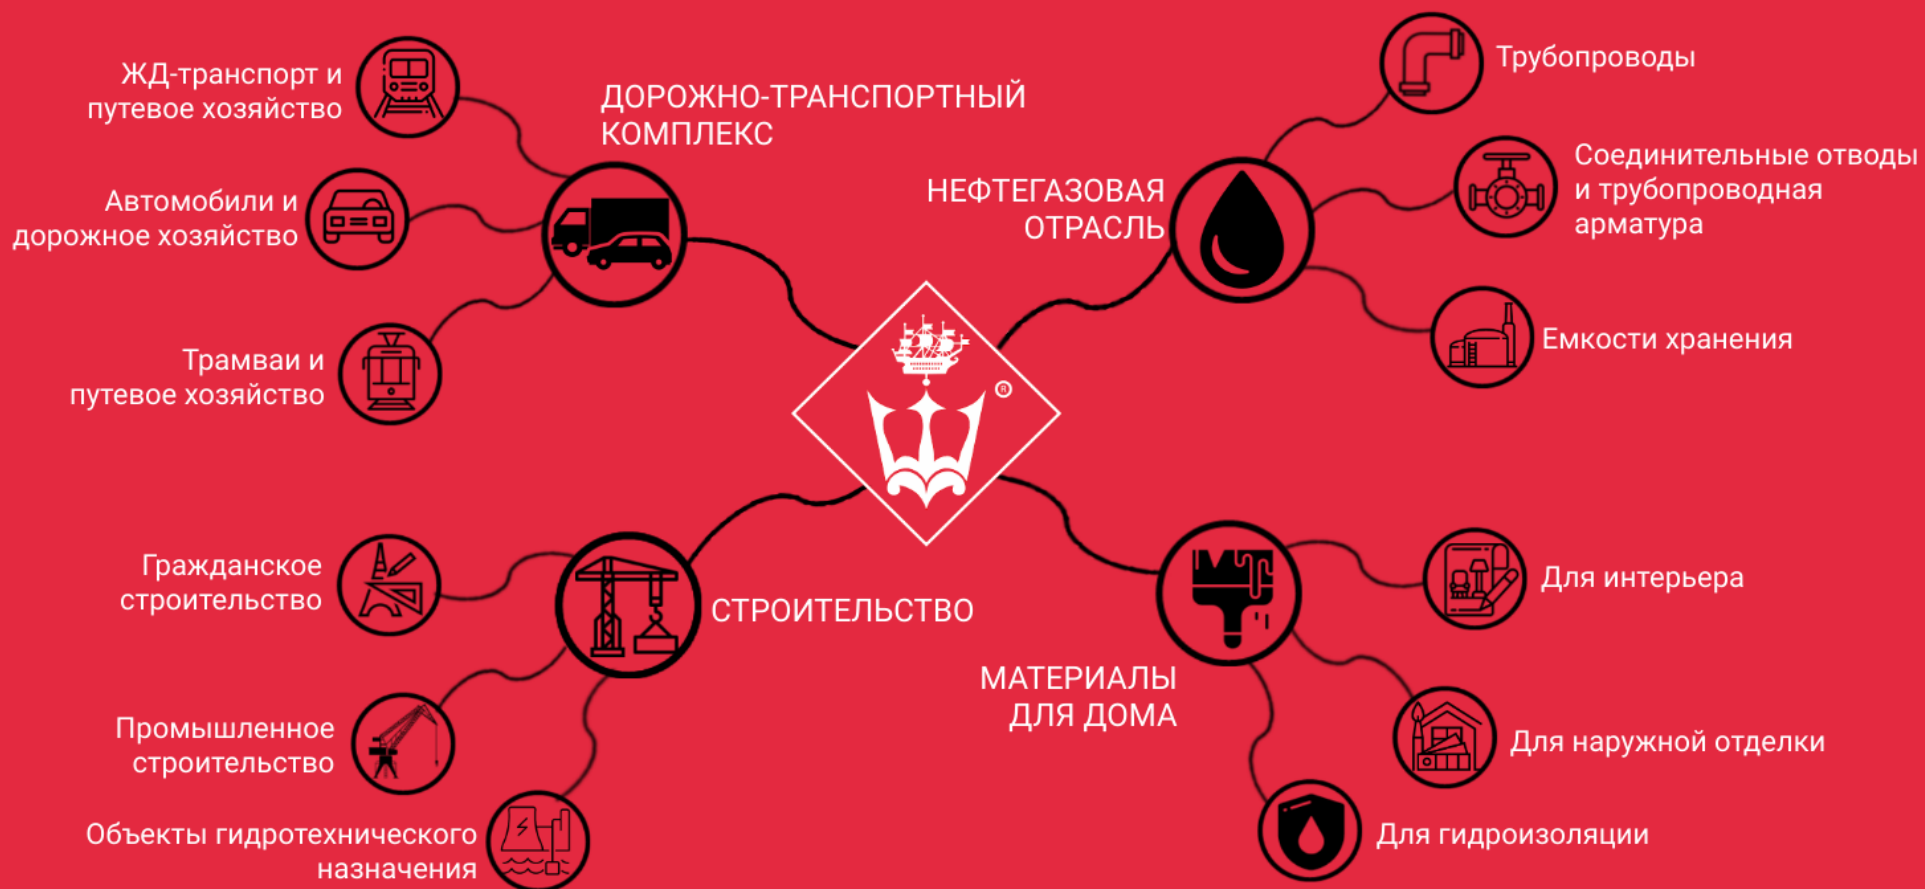 ДОРОЖНО-ТРАНСПОРТНЫЙ
КОМПЛЕКС
ЖД-транспорт и
путевое хозяйство
Автомобили и
дорожное хозяйство
Трамваи и
путевое хозяйство
НЕФТЕГАЗОВАЯ
ОТРАСЛЬ
Трубопроводы
Соединительные отводы
и трубопроводная
арматура
Емкости хранения
®
СТРОИТЕЛЬСТВО
Гражданское
строительство
Промышленное
строительство
Объекты гидротехнического
назначения
МАТЕРИАЛЫ
ДЛЯ ДОМА
Для интерьера
Для наружной отделки
Для гидроизоляции